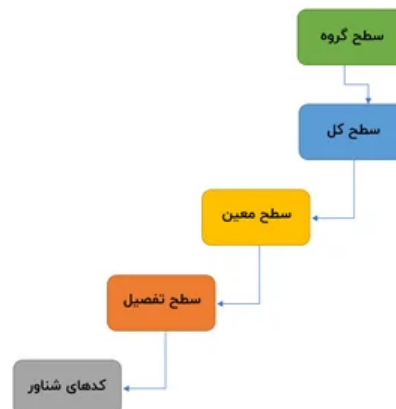 سطح گروه
سطح کل
سطح معین
سطح تفصیل
کدهای شناور